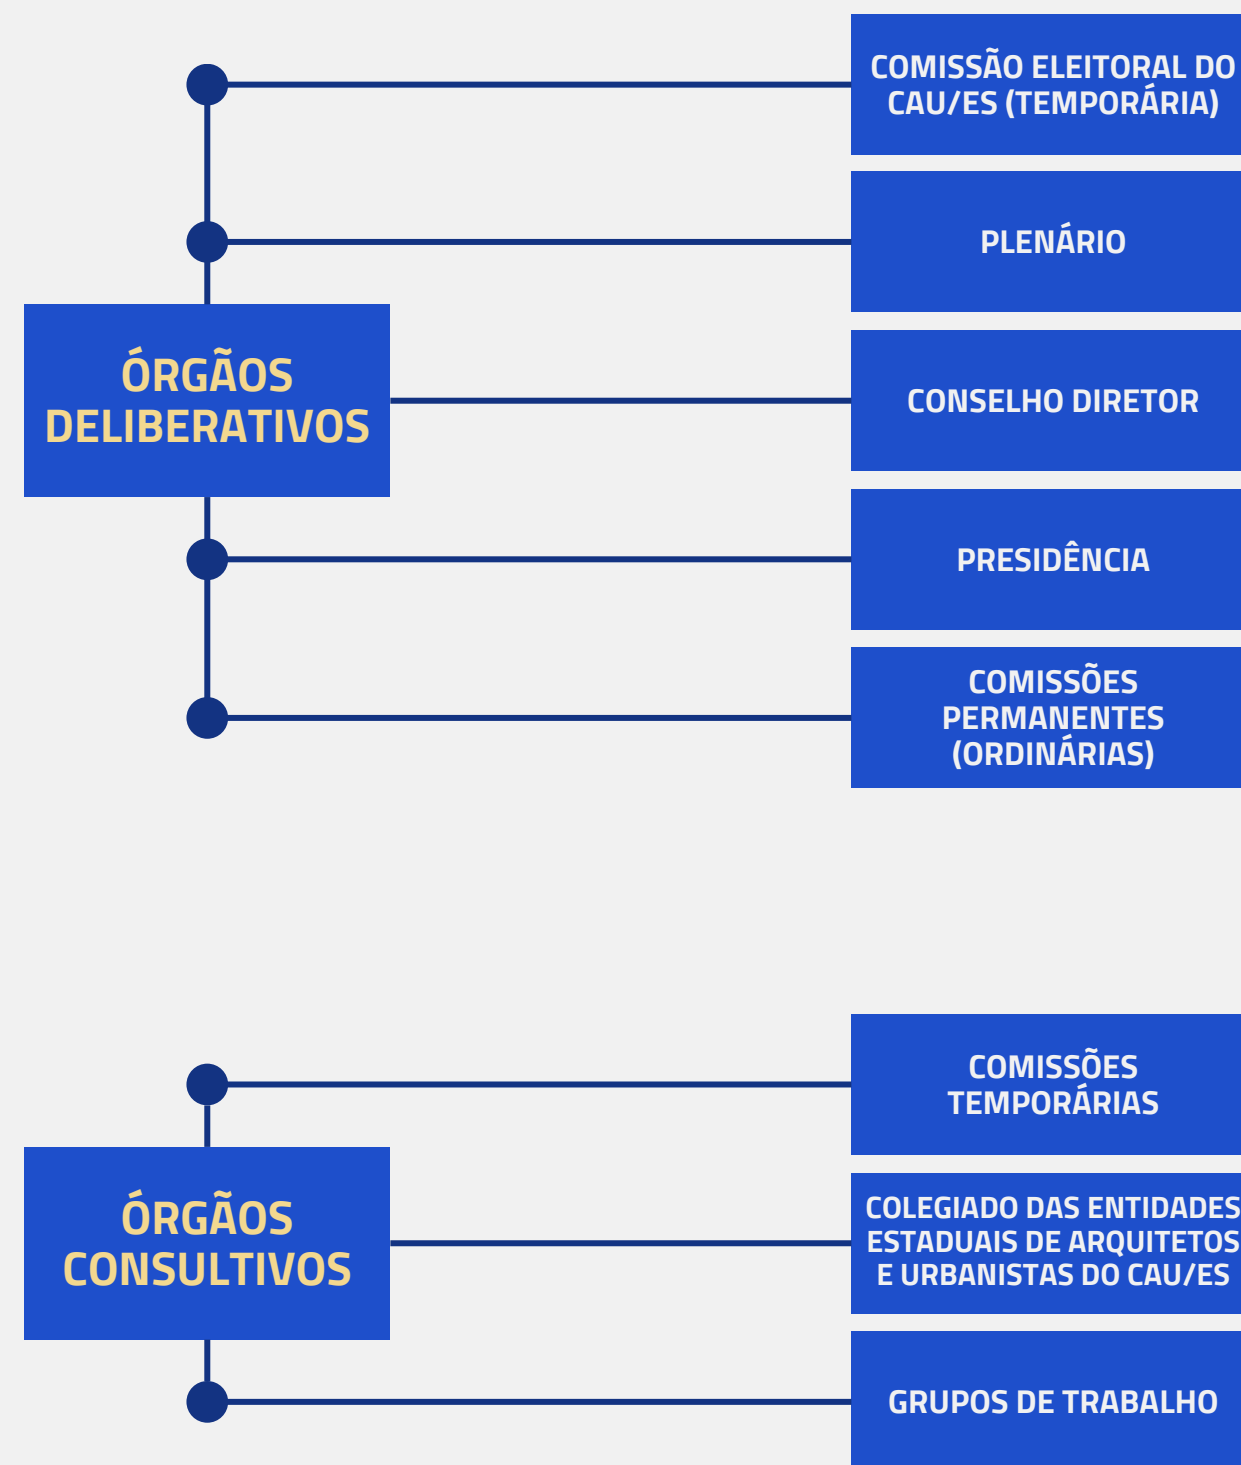 COMISSÃO ELEITORAL DO
CAU/ES (TEMPORÁRIA)
PLENÁRIO
ÓRGÃOS
DELIBERATIVOS
CONSELHO DIRETOR
PRESIDÊNCIA
COMISSÕES
PERMANENTES
(ORDINÁRIAS)
COMISSÕES
TEMPORÁRIAS
ÓRGÃOS
CONSULTIVOS
COLEGIADO DAS ENTIDADES
ESTADUAIS DE ARQUITETOS
E URBANISTAS DO CAU/ES
GRUPOS DE TRABALHO